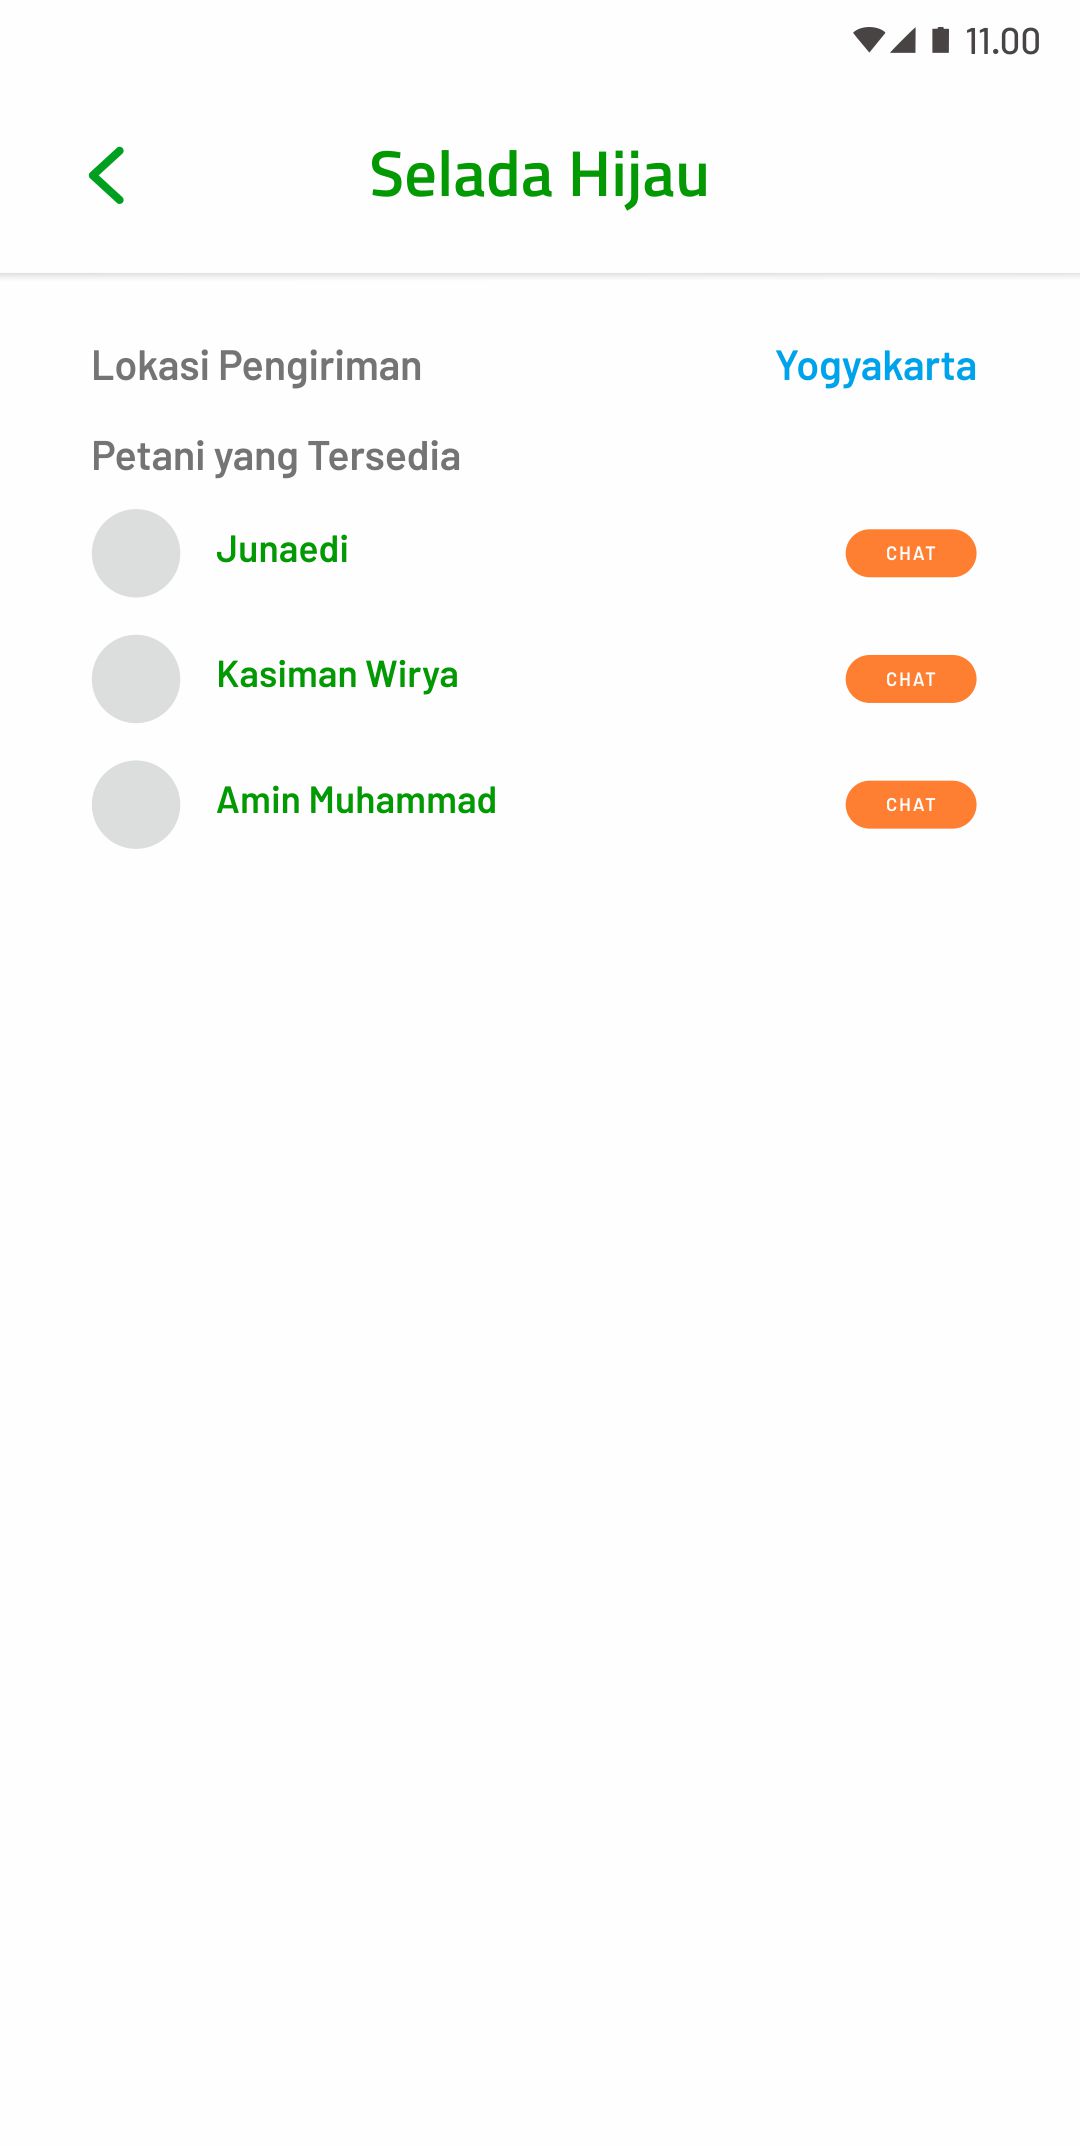 11.00
Selada Hijau
Lokasi Pengiriman Yogyakarta
Petani yang Tersedia
Junaedi CHAT
Kasiman Wirya CHAT
Amin Muhammad CHAT